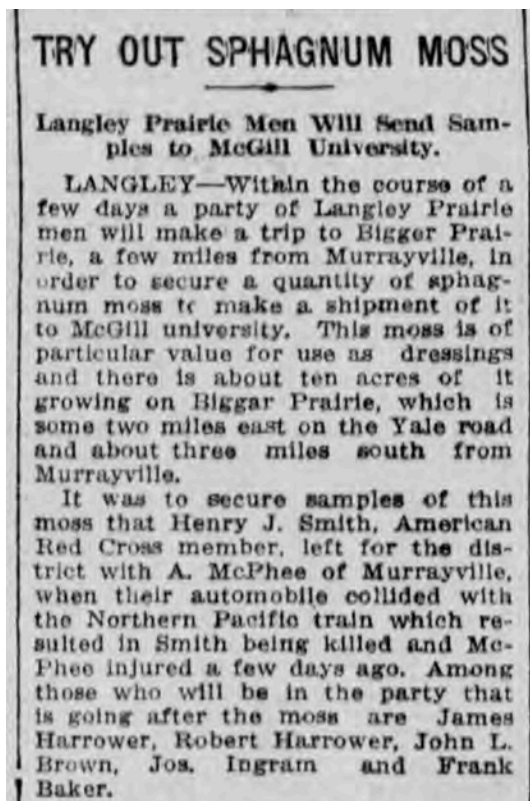 TRY OUT SPHAGNUM MOSS
Langley Prairie Men Will Send Sam-
ples to McGill University.
LANGLEY—Within the course of a
few days a party of Langley Prairie
men will make a trip to Bigger Prai-
rie, a few miles from Murrayville, in
order to secure a quantity of sphag-
num moss to make a shipment of it
to McGill university. This moss is of
particular value for use as dressings
and there is about ten acres of it
growing on Biggar Prairie, which is
some two miles east on the Yale road
and about three miles south from
Murrayville.
It was to secure samples of this
moss that Henry J. Smith, American
Red Cross member, left for the dis-
trict with A. McPhee of Murrayville,
when their automobile collided with
the Northern Pacific train which re-
sulted in Smith being killed and Mc-
Phee injured a few days ago. Among
those who will be in the party that
is going after the moss are James
Harrower, Robert Harrower, John L.
Brown, Jos. Ingram and Frank
Baker.